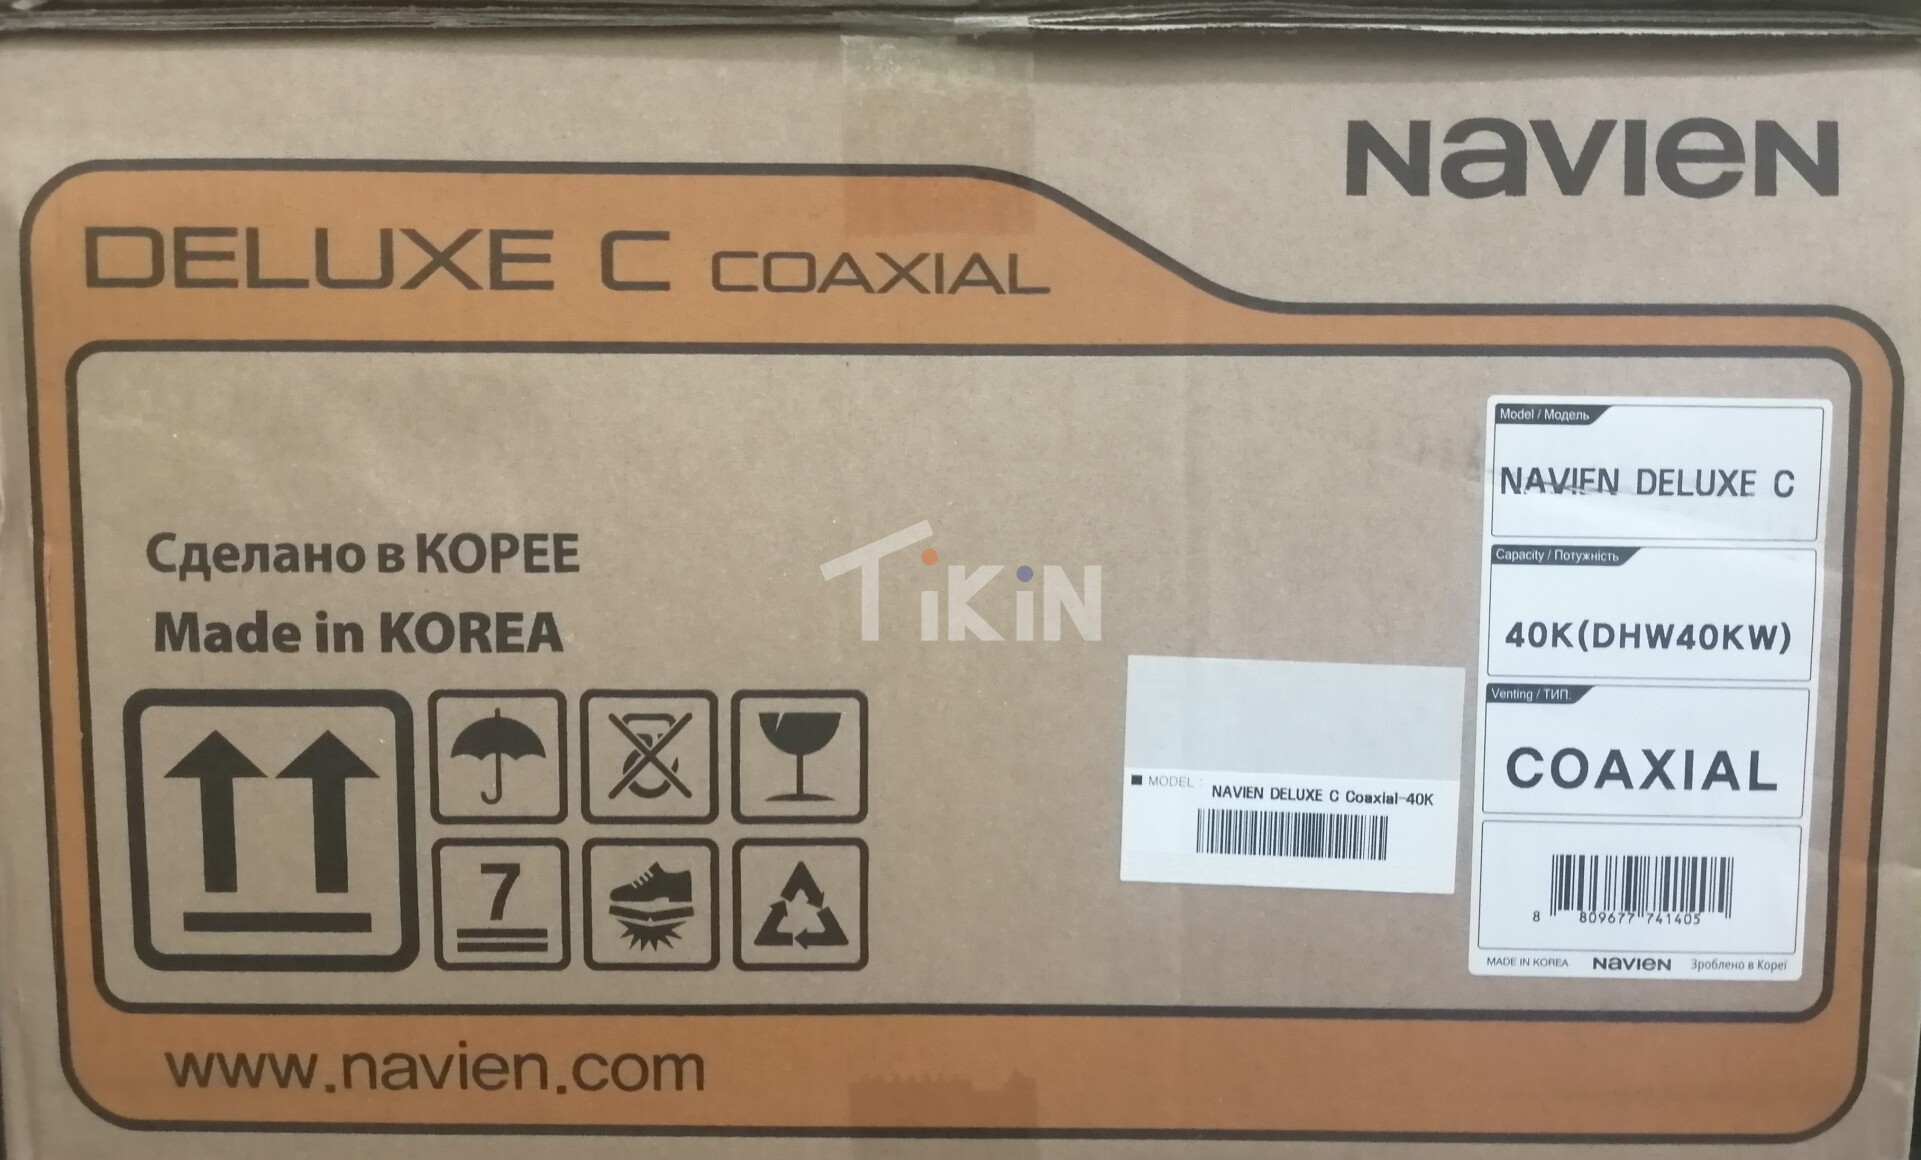 NAVIEN
DELUXE C COAXIAL
Сделано в КОРЕЕ
Made in KOREA
7
TiKiN
MODEL :
NAVIEN DELUXE C Coaxial-40K
Model / Модель
NAVIEN DELUXE C
Capacity / Потужність
40K(DHW40KW)
Venting / ТИП:
COAXIAL
8 809677 741405
MADE IN KOREA NAVIEN Зроблено в Кореї
www.navien.com